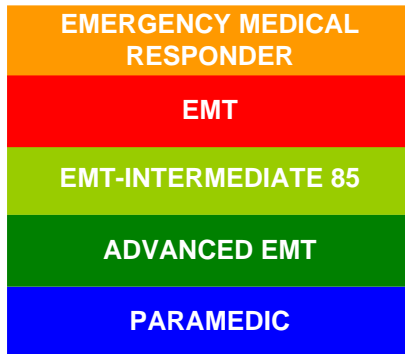 EMERGENCY MEDICAL
RESPONDER
EMT
EMT-INTERMEDIATE 85
ADVANCED EMT
PARAMEDIC